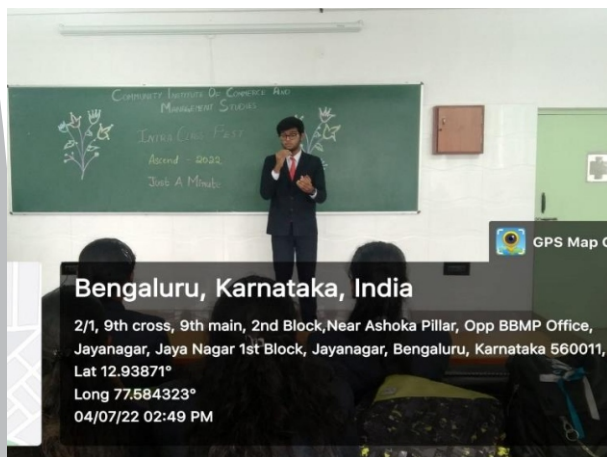 COMMUNITY INSTITUTE OF COMMERCE AND
MANAGEMENT STUDIES
INTRA CLASS FEST
Ascend - 2022
Just A Minute
GPS Map C
Bengaluru, Karnataka, India
2/1, 9th cross, 9th main, 2nd Block,Near Ashoka Pillar, Opp BBMP Office,
Jayanagar, Jaya Nagar 1st Block, Jayanagar, Bengaluru, Karnataka 560011,
Lat 12.93871°
Long 77.584323°
04/07/22 02:49 PM